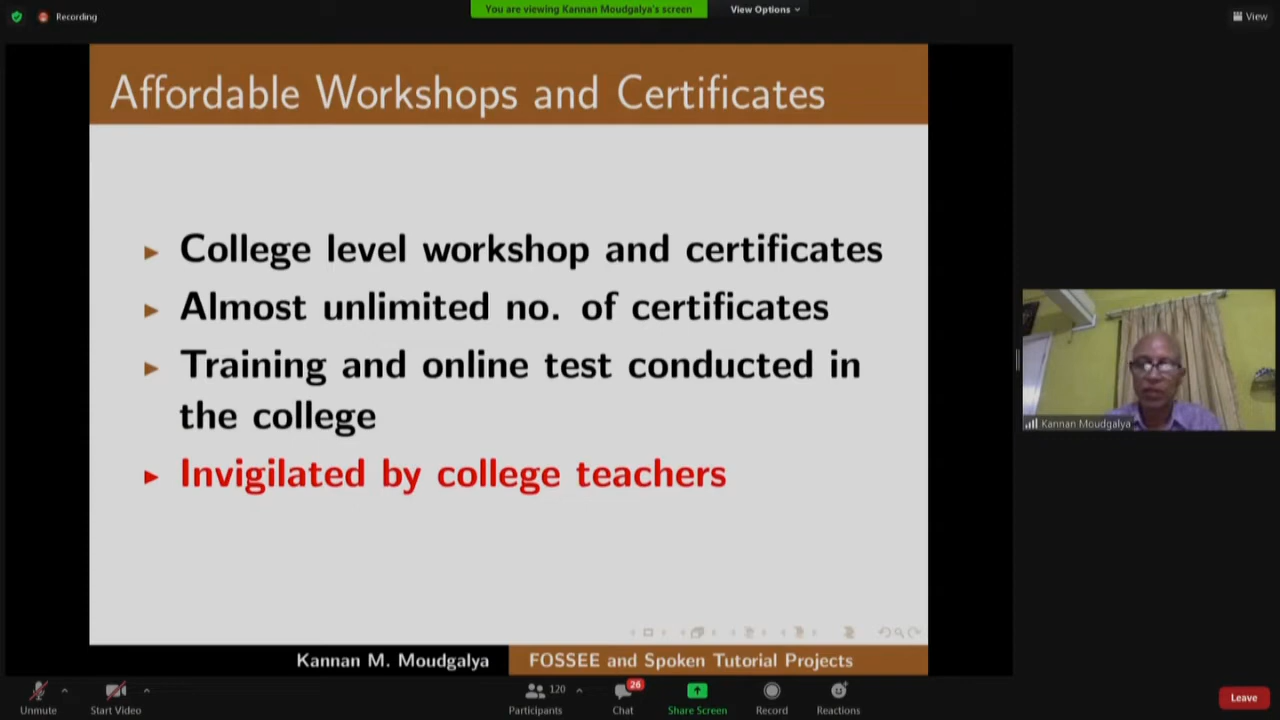 Recording
You are viewing Kannan Moudgalya's screen
View Options
View
Affordable Workshops and Certificates
College level workshop and certificates
Almost unlimited no. of certificates
Training and online test conducted in
the college
Invigilated by college teachers
Kannan Moudgalya
Kannan M. Moudgalya
FOSSEE and Spoken Tutorial Projects
Unmute
Start Video
120
Participants
26
Chat
Share Screen
Record
Reactions
Leave